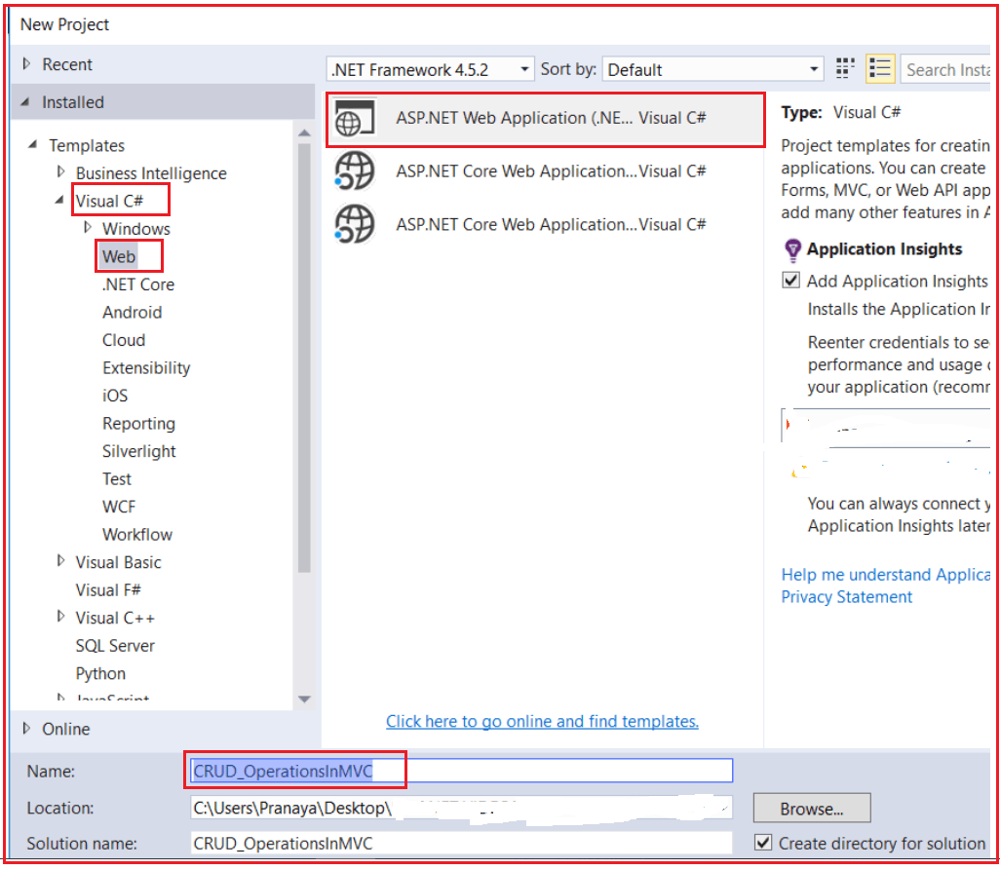 New Project
Recent
.NET Framework 4.5.2
Sort by:
Default
Search Insta
Installed
Templates
Business Intelligence
Visual C#
Windows
Web
.NET Core
Android
Cloud
Extensibility
iOS
Reporting
Silverlight
Test
WCF
Workflow
Visual Basic
Visual F#
Visual C++
SQL Server
Python
JavaScript
Online
ASP.NET Web Application (.NE... Visual C#
ASP.NET Core Web Application...Visual C#
ASP.NET Core Web Application...Visual C#
Click here to go online and find templates.
Type: Visual C#
Project templates for creatin
applications. You can create
Forms, MVC, or Web API app
add many other features in A
Application Insights
Add Application Insights
Installs the Application In
Reenter credentials to se
performance and usage
your application (recomm
You can always connect y
Application Insights later
Help me understand Applica
Privacy Statement
Name:
CRUD_OperationsInMVC
Location:
C:\Users\Pranaya\Desktop\
Browse...
Solution name:
CRUD_OperationsInMVC
Create directory for solution